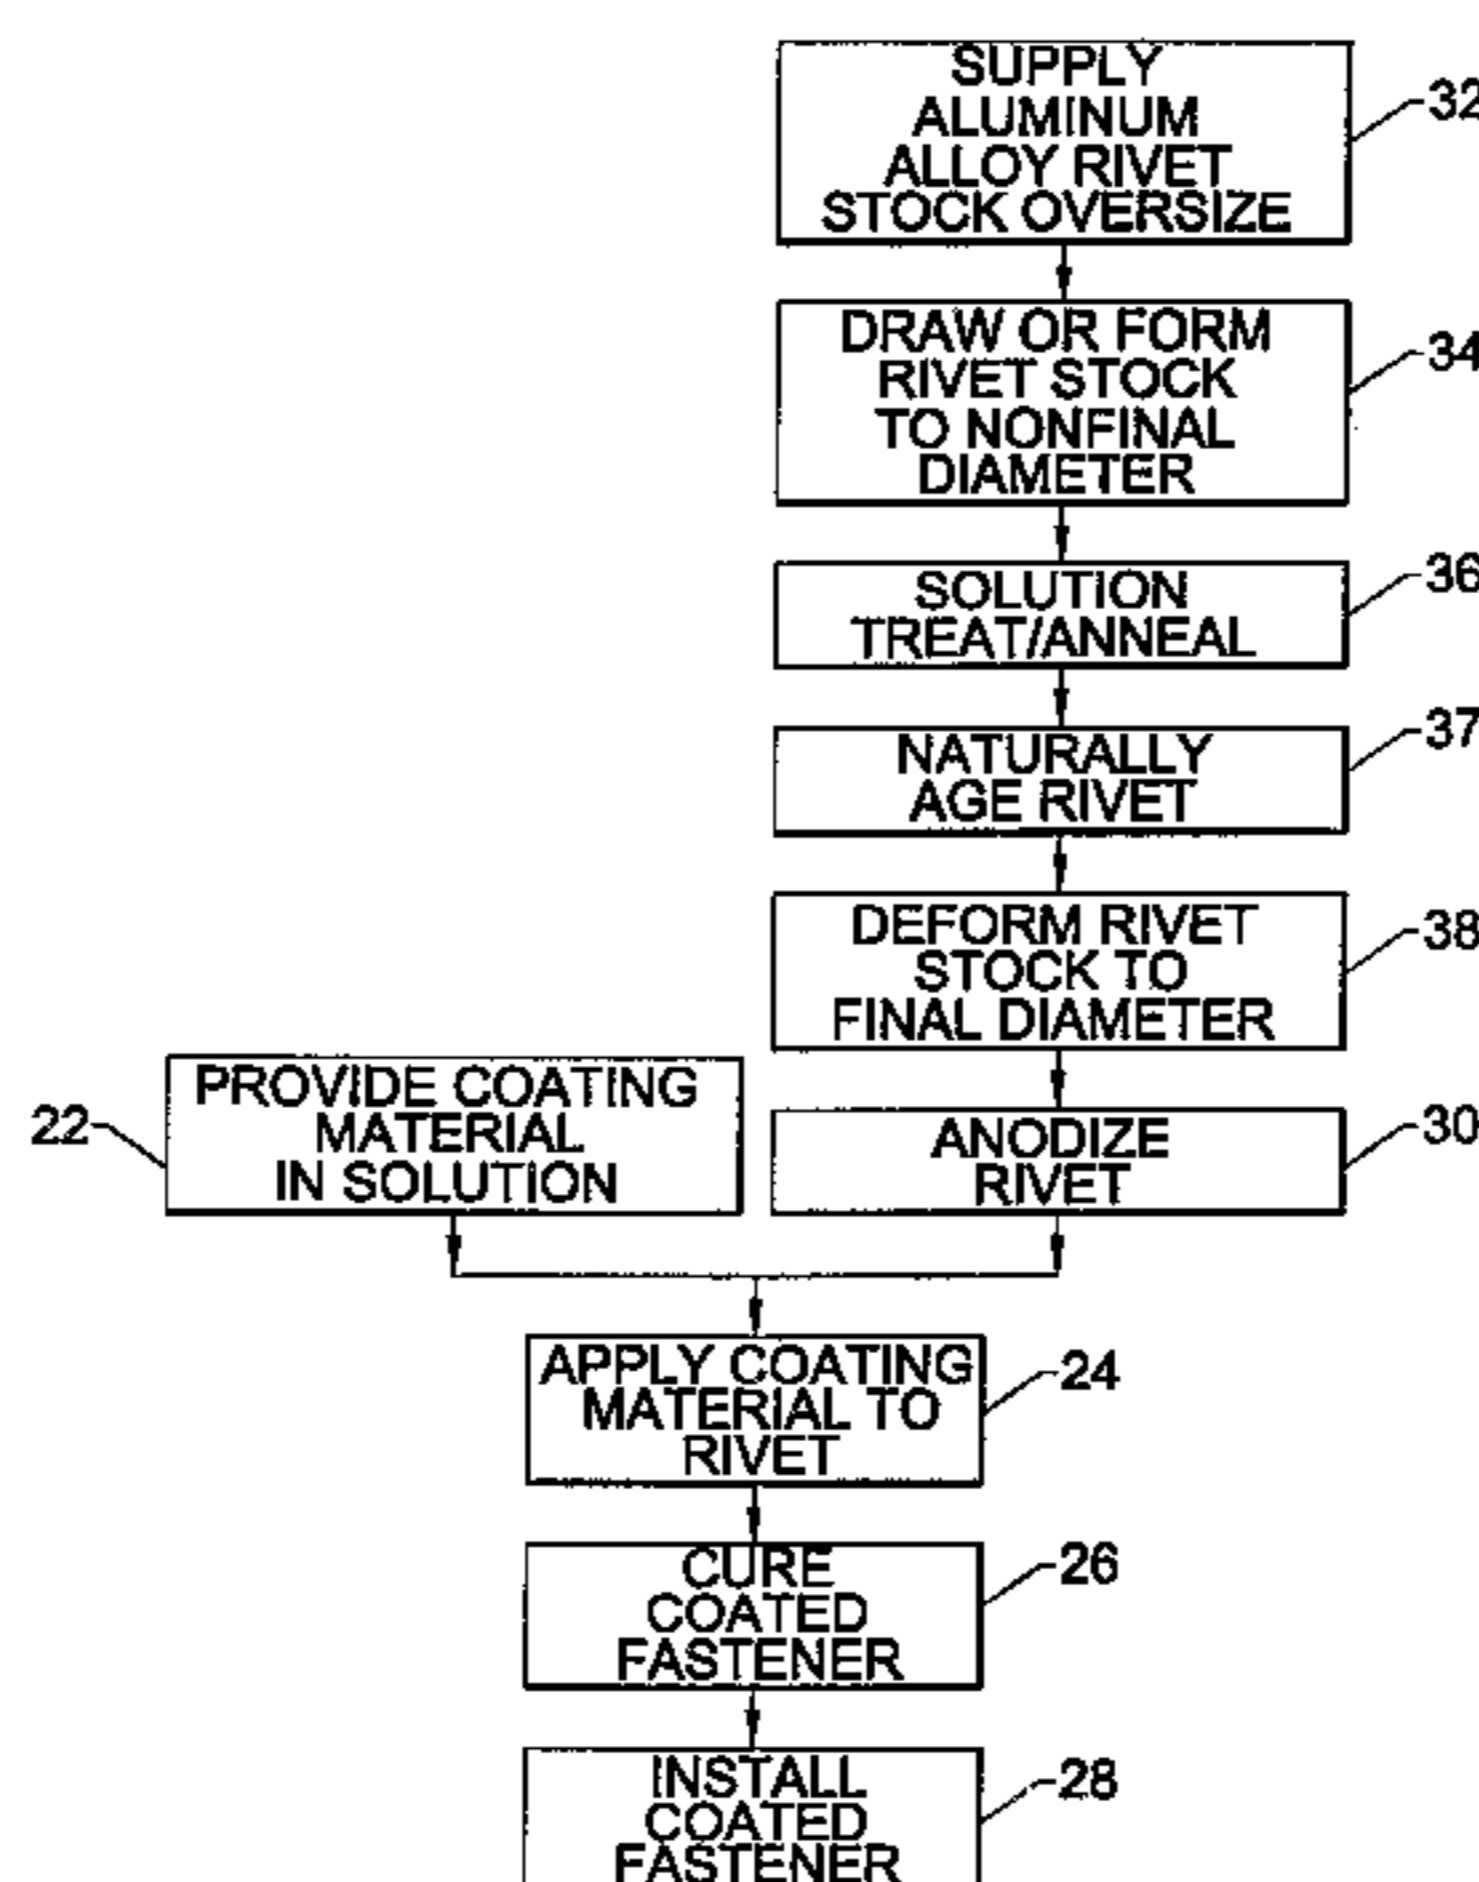 SUPPLY
ALUMINUM
ALLOY RIVET
STOCK OVERSIZE
32
DRAW OR FORM
RIVET STOCK
TO NONFINAL
DIAMETER
34
SOLUTION
TREAT/ANNEAL
36
NATURALLY
AGE RIVET
37
DEFORM RIVET
STOCK TO
FINAL DIAMETER
38
22
PROVIDE COATING
MATERIAL
IN SOLUTION
ANODIZE
RIVET
30
APPLY COATING
MATERIAL TO
RIVET
24
CURE
COATED
FASTENER
26
INSTALL
COATED
FASTENER
28